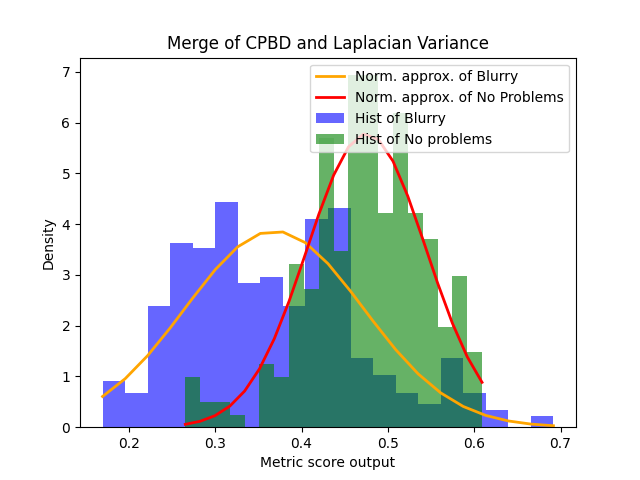 Merge of CPBD and Laplacian Variance
Norm. approx. of Blurry
Norm. approx. of No Problems
Hist of Blurry
Hist of No problems
Density
7
6
5
4
3
2
1
0
0.2 0.3 0.4 0.5 0.6 0.7
Metric score output